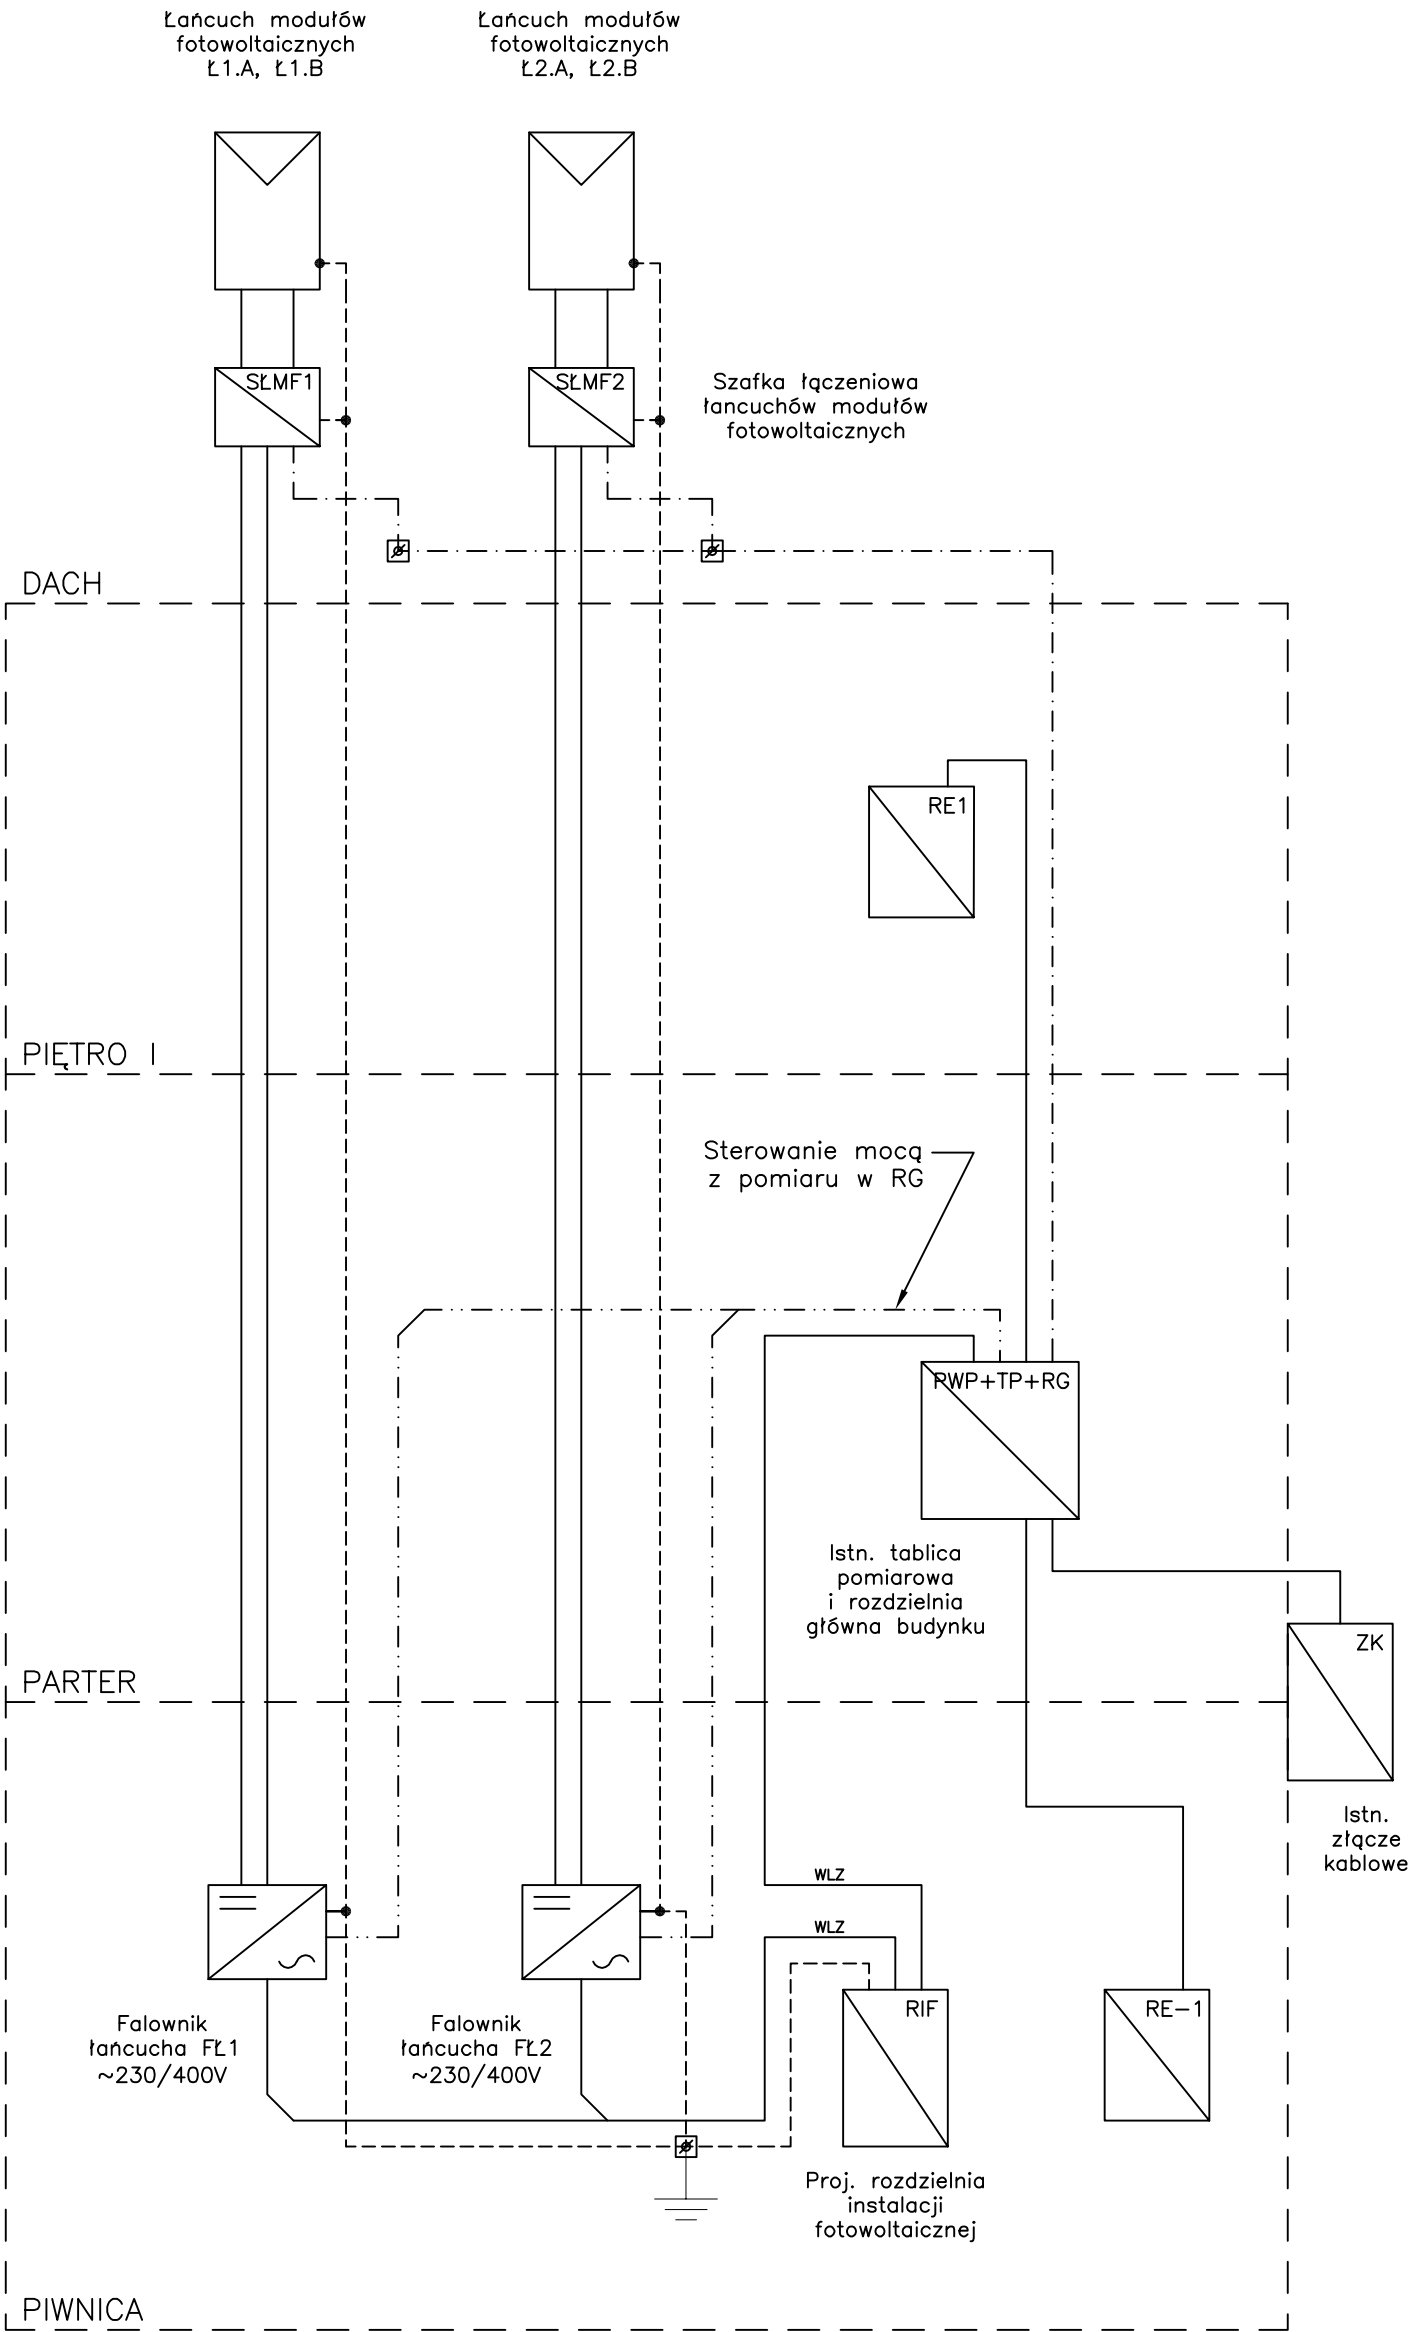 Łańcuch modułów
fotowoltaicznych
Ł1.A, Ł1.B
Łańcuch modułów
fotowoltaicznych
Ł2.A, Ł2.B
SŁMF1
SŁMF2
Szafka łączeniowa
łancuchów modułów
fotowoltaicznych
DACH
RE1
PIĘTRO I
Sterowanie mocą
z pomiaru w RG
PWP+TP+RG
Istn. tablica
pomiarowa
i rozdzielnia
główna budynku
ZK
PARTER
Istn.
złącze
kablowe
WLZ
WLZ
RIF
RE-1
Falownik
łańcucha FŁ1
~230/400V
Falownik
łańcucha FŁ2
~230/400V
Proj. rozdzielnia
instalacji
fotowoltaicznej
PIWNICA